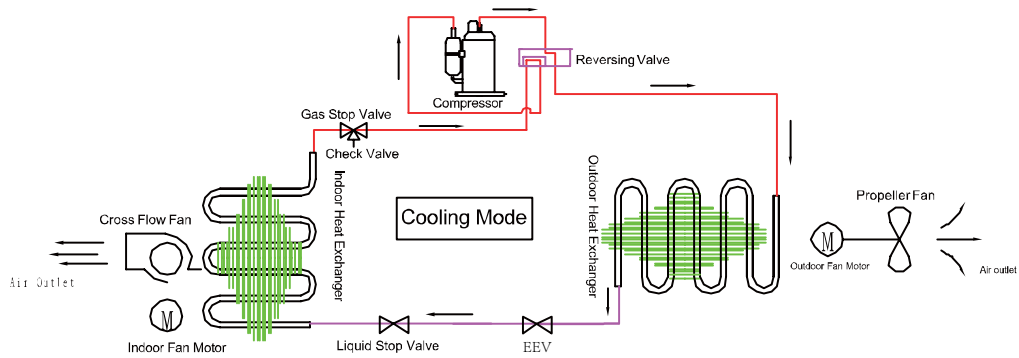 Reversing Valve
Compressor
Gas Stop Valve
Check Valve
Indoor Heat Exchanger
Outdoor Heat Exchanger
Cooling Mode
Propeller Fan
Cross Flow Fan
M
Outdoor Fan Motor
Air outlet
Air Outlet
M
Indoor Fan Motor
Liquid Stop Valve
EEV